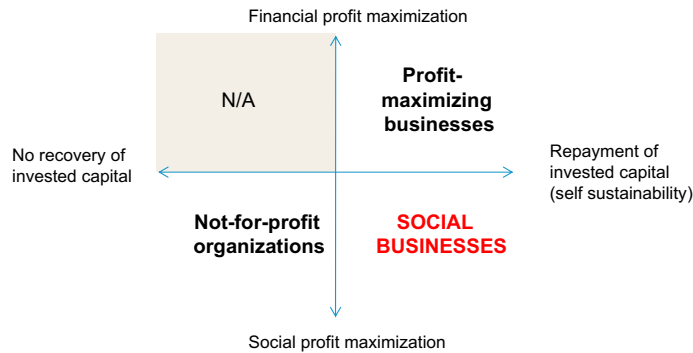 Financial profit maximization
N/A
Profit-
maximizing
businesses
No recovery of
invested capital
Repayment of
invested capital
(self sustainability)
Not-for-profit
organizations
SOCIAL
BUSINESSES
Social profit maximization